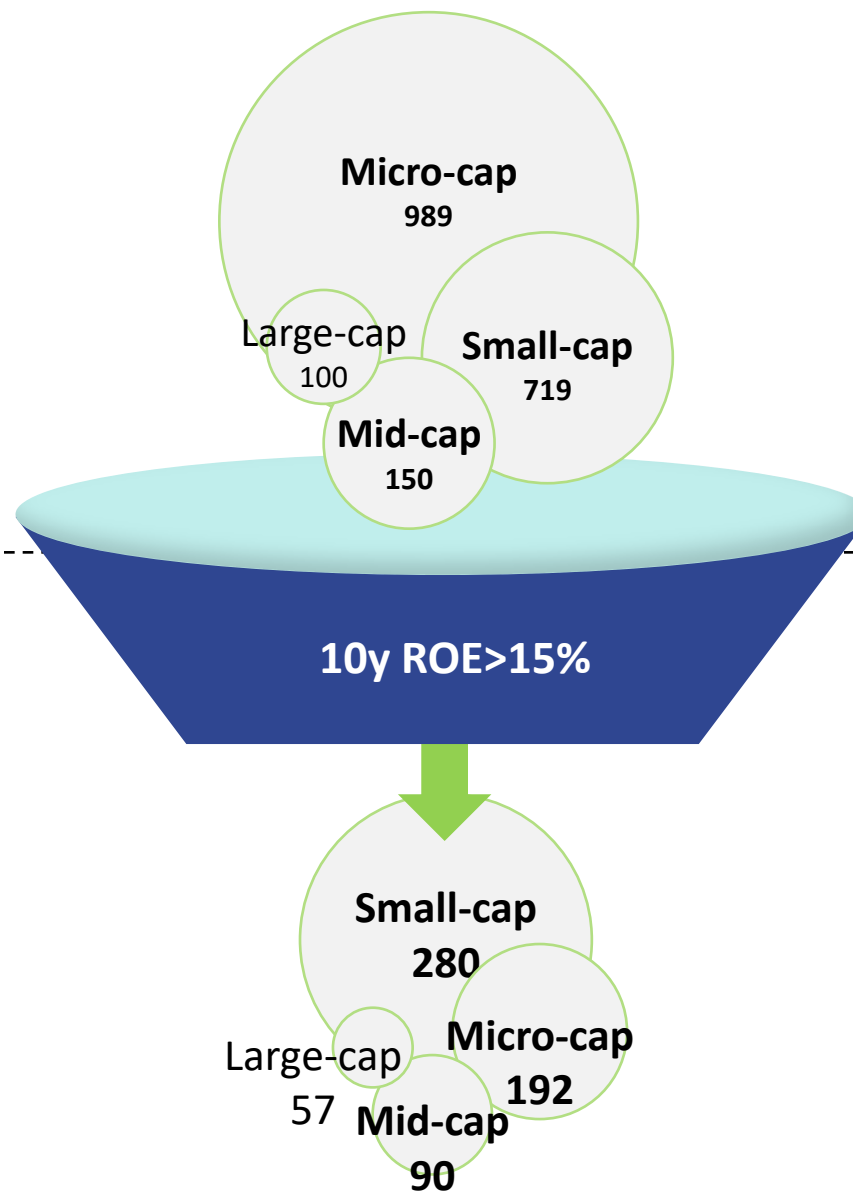 Micro-cap
989
Large-cap
100
Small-cap
719
Mid-cap
150
10y ROE>15%
Small-cap
280
Large-cap
57
Micro-cap
192
Mid-cap
90